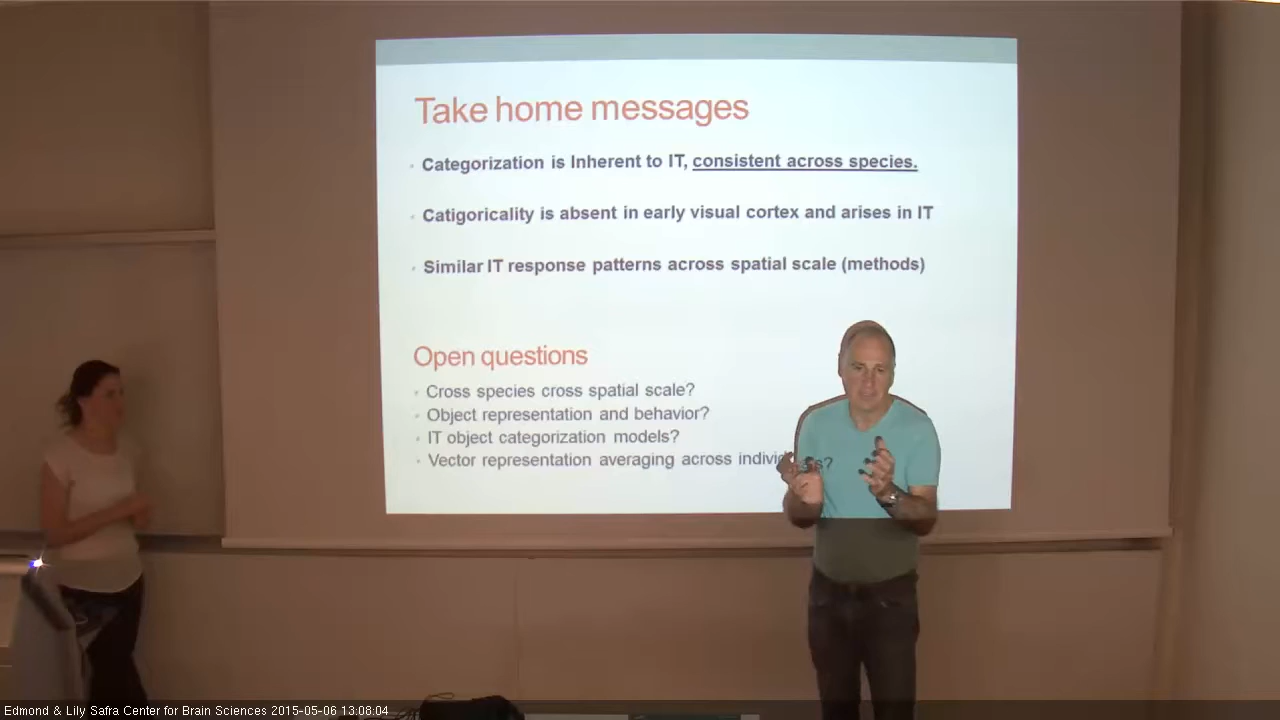 Take home messages
Categorization is Inherent to IT, consistent across species.
Catigoricality is absent in early visual cortex and arises in IT
Similar IT response patterns across spatial scale (methods)
Open questions
Cross species cross spatial scale?
Object representation and behavior?
IT object categorization models?
Vector representation averaging across
Edmond & Lily Safra Center for Brain Sciences 2015-05-06 13:08:04